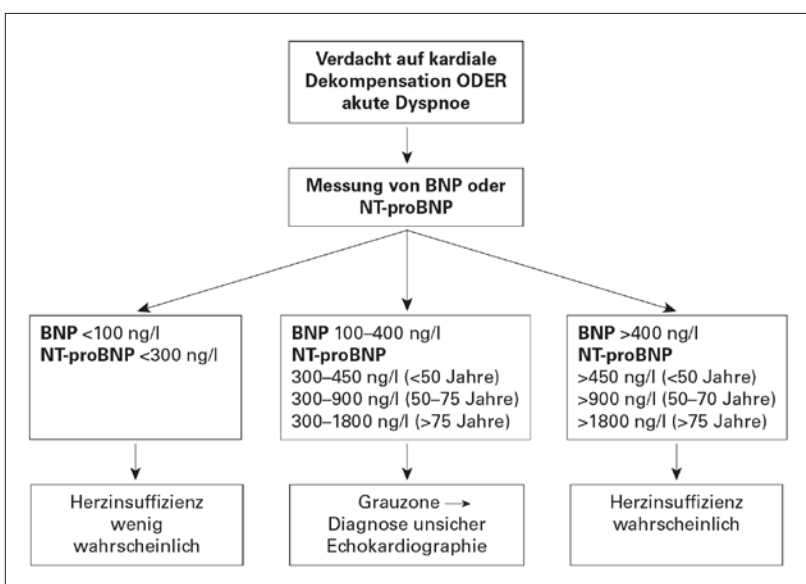 Verdacht auf kardiale
Dekompensation ODER
akute Dyspnoe
Messung von BNP oder
NT-proBNP
BNP <100 ng/l
NT-proBNP <300 ng/l
BNP 100–400 ng/l
NT-proBNP
300–450 ng/l (<50 Jahre)
300–900 ng/l (50–75 Jahre)
300–1800 ng/l (>75 Jahre)
BNP >400 ng/l
NT-proBNP
>450 ng/l (<50 Jahre)
>900 ng/l (50–70 Jahre)
>1800 ng/l (>75 Jahre)
Herzinsuffizienz
wenig
wahrscheinlich
Grauzone →
Diagnose unsicher
Echokardiographie
Herzinsuffizienz
wahrscheinlich